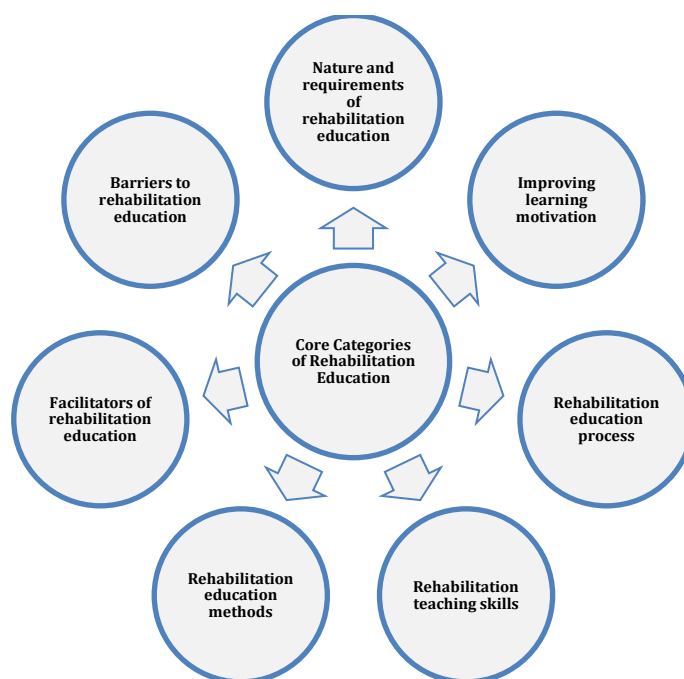 Nature and
requirements
of
rehabilitation
education
Improving
learning
motivation
Rehabilitation
education
process
Rehabilitation
teaching skills
Rehabilitation
education
methods
Facilitators of
rehabilitation
education
Barriers to
rehabilitation
education
Core Categories
of Rehabilitation
Education